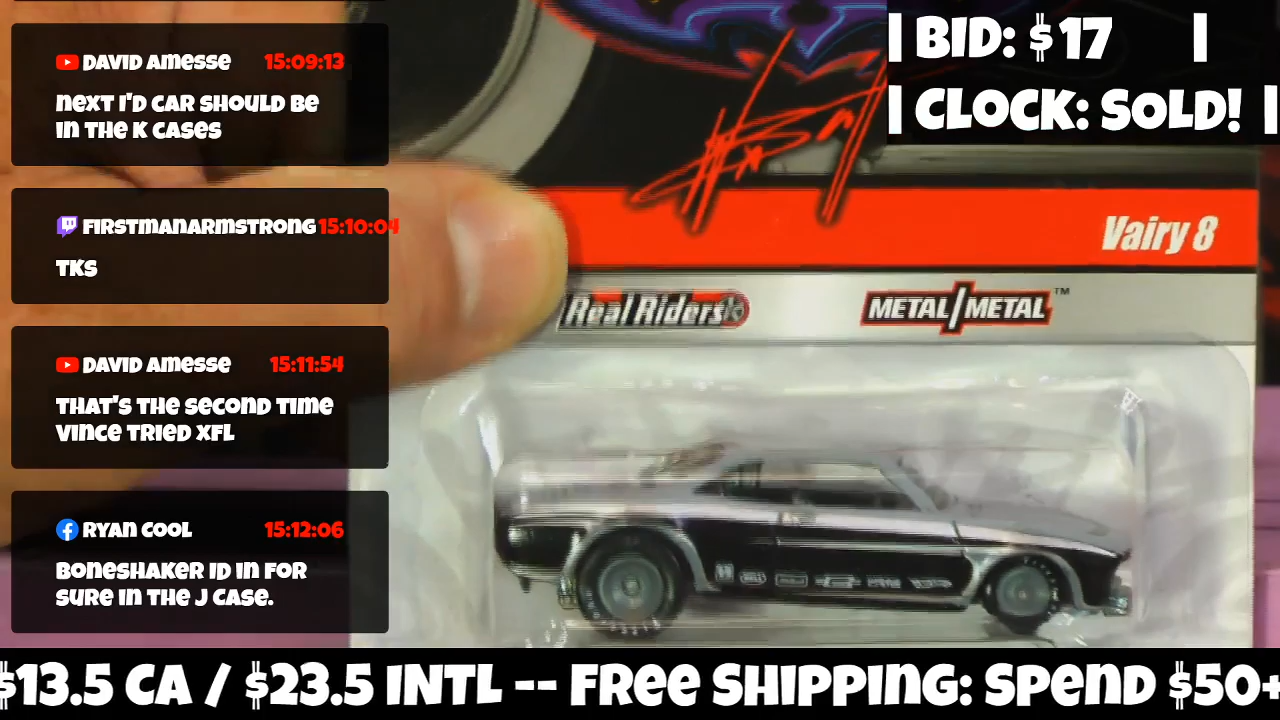 DAVID AMESSE 15:09:13
NEXT I'D CAR SHOULD BE
IN THE K CASES
FIRSTMANARMSTRONG 15:10:04
TKS
DAVID AMESSE 15:11:54
THAT'S THE SECOND TIME
VINCE TRIED XFL
RYAN COOL 15:12:06
BONESHAKER ID IN FOR
SURE IN THE J CASE.
| BID: $17 |
| CLOCK: SOLD! |
Vairy 8
Real Riders
METAL/METAL™
$13.5 CA / $23.5 INTL -- FREE SHIPPING: SPEND $50+